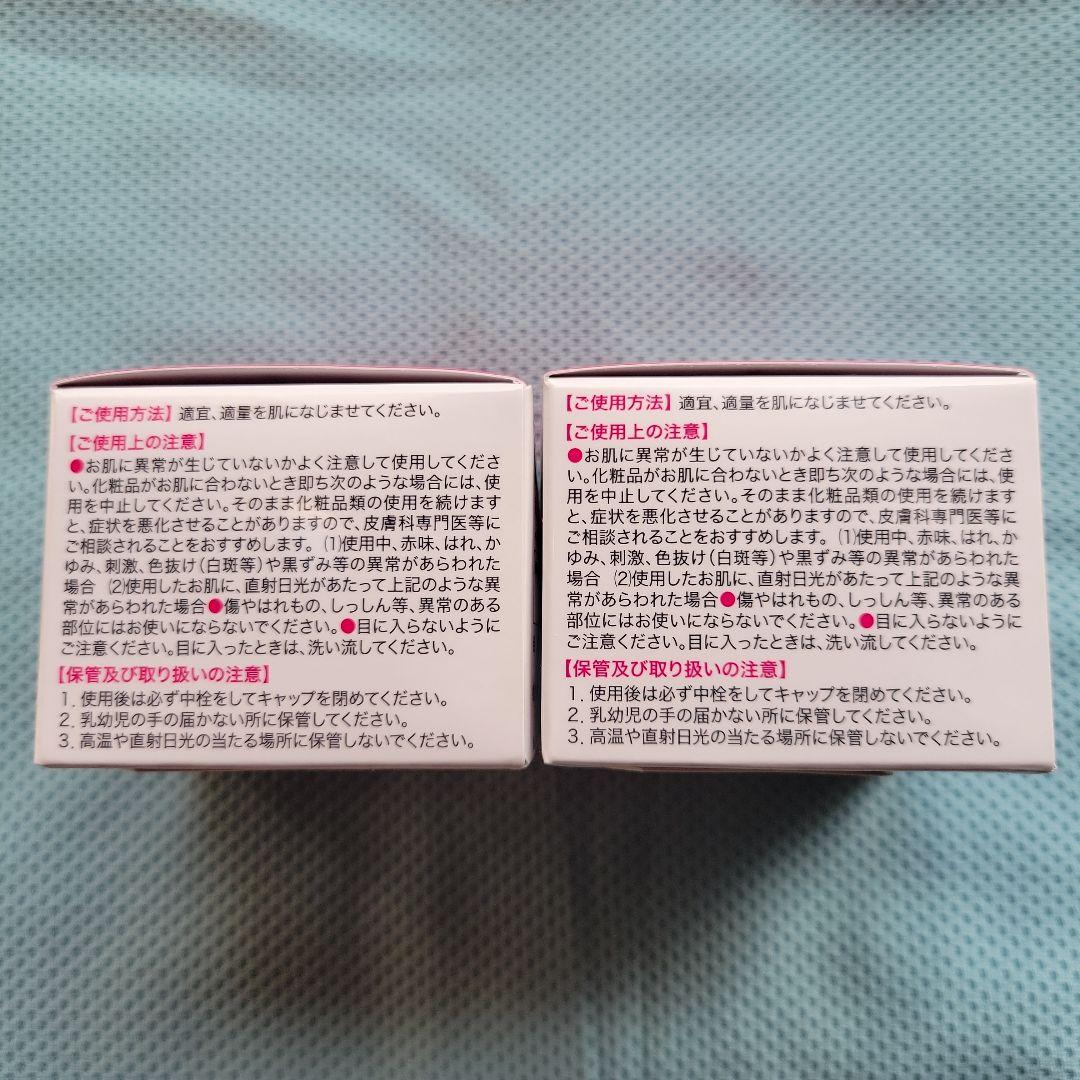 【ご使用方法】適宜、適量を肌になじませてください。
【ご使用上の注意】
●お肌に異常が生じていないかよく注意して使用してくださ
い。化粧品がお肌に合わないとき即ち次のような場合には、使
用を中止してください。そのまま化粧品類の使用を続けます
と、症状を悪化させることがありますので、皮膚科専門医等に
ご相談されることをおすすめします。(1)使用中、赤味、はれ、か
ゆみ、刺激、色抜け(白斑等)や黒ずみ等の異常があらわれた
場合 (2)使用したお肌に、直射日光があたって上記のような異
常があらわれた場合●傷やはれもの、しっしん等、異常のある
部位にはお使いにならないでください。●目に入らないように
ご注意ください。目に入ったときは、洗い流してください。
【保管及び取り扱いの注意】
1. 使用後は必ず中栓をしてキャップを閉めてください。
2. 乳幼児の手の届かない所に保管してください。
3. 高温や直射日光の当たる場所に保管しないでください。
【ご使用方法】適宜、適量を肌になじませてください。
【ご使用上の注意】
●お肌に異常が生じていないかよく注意して使用してくださ
い。化粧品がお肌に合わないとき即ち次のような場合には、使
用を中止してください。そのまま化粧品類の使用を続けます
と、症状を悪化させることがありますので、皮膚科専門医等に
ご相談されることをおすすめします。(1)使用中、赤味、はれ、か
ゆみ、刺激、色抜け(白斑等)や黒ずみ等の異常があらわれた
場合 (2)使用したお肌に、直射日光があたって上記のような異
常があらわれた場合●傷やはれもの、しっしん等、異常のある
部位にはお使いにならないでください。●目に入らないように
ご注意ください。目に入ったときは、洗い流してください。
【保管及び取り扱いの注意】
1. 使用後は必ず中栓をしてキャップを閉めてください。
2. 乳幼児の手の届かない所に保管してください。
3. 高温や直射日光の当たる場所に保管しないでください。